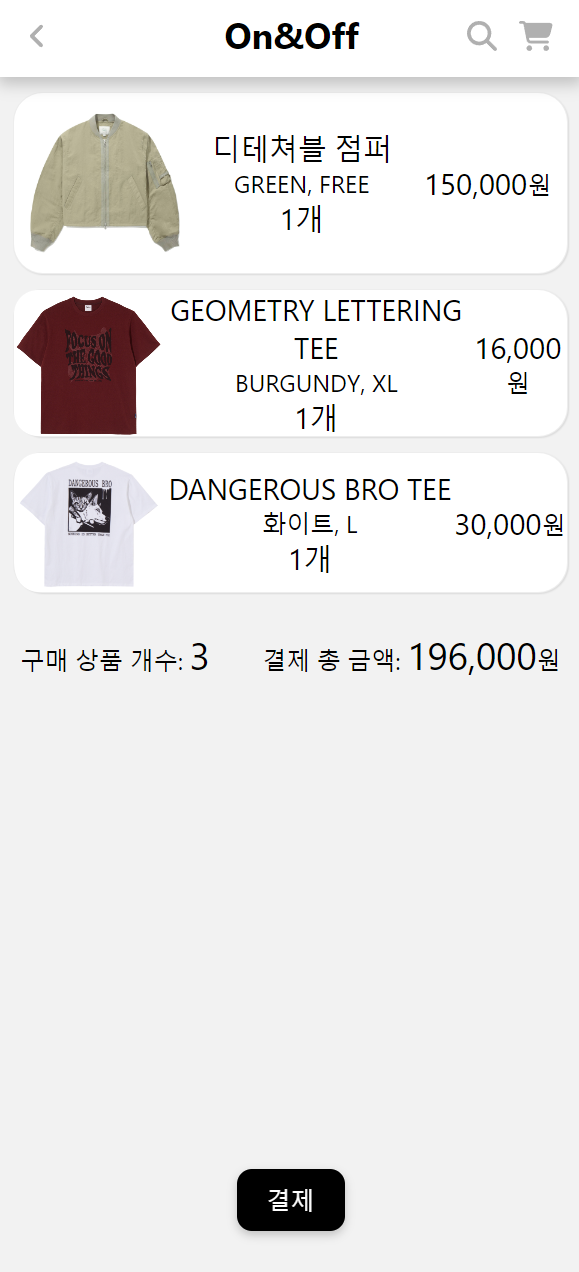 On&Off
디테쳐블 점퍼
GREEN, FREE
1개
150,000원
FOCUS ON
THE GOOD
THINGS
GEOMETRY LETTERING
TEE
BURGUNDY, XL
1개
16,000
원
DANGEROUS BRO
DANGEROUS BRO TEE
화이트, L
1개
30,000원
구매 상품 개수: 3
결제 총 금액: 196,000원
결제